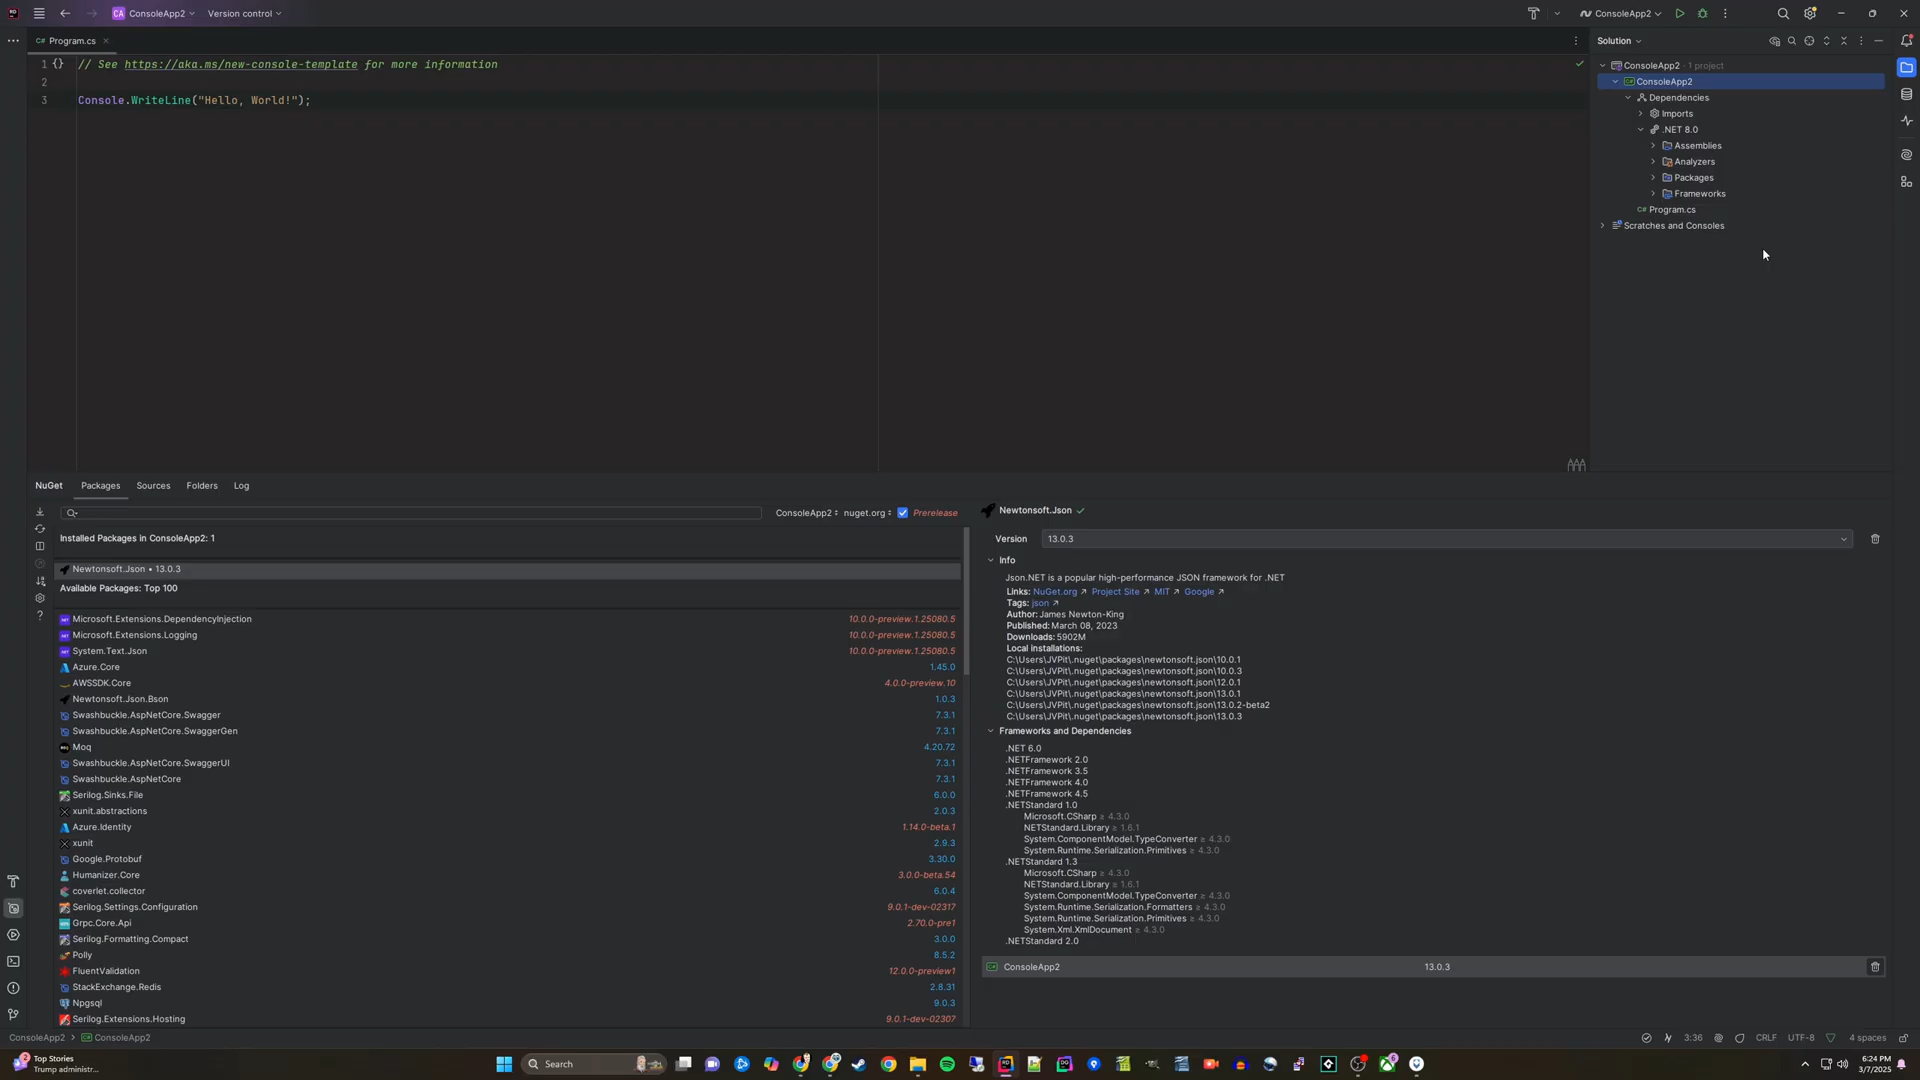 CA ConsoleApp2 Version control ConsoleApp2
C# Program.cs
1 {} // See https://aka.ms/new-console-template for more information
2
3 Console.WriteLine("Hello, World!");
Solution
ConsoleApp2 · 1 project
ConsoleApp2
Dependencies
Imports
.NET 8.0
Assemblies
Analyzers
Packages
Frameworks
C# Program.cs
Scratches and Consoles
NuGet Packages Sources Folders Log
ConsoleApp2 nuget.org Prerelease
Installed Packages in ConsoleApp2: 1
Newtonsoft.Json • 13.0.3
Available Packages: Top 100
Microsoft.Extensions.DependencyInjection 10.0.0-preview.1.25080.5
Microsoft.Extensions.Logging 10.0.0-preview.1.25080.5
System.Text.Json 10.0.0-preview.1.25080.5
Azure.Core 1.45.0
AWSSDK.Core 4.0.0-preview.10
Newtonsoft.Json.Bson 1.0.3
Swashbuckle.AspNetCore.Swagger 7.3.1
Swashbuckle.AspNetCore.SwaggerGen 7.3.1
Moq 4.20.72
Swashbuckle.AspNetCore.SwaggerUI 7.3.1
Swashbuckle.AspNetCore 7.3.1
Serilog.Sinks.File 6.0.0
xunit.abstractions 2.0.3
Azure.Identity 1.14.0-beta.1
xunit 2.9.3
Google.Protobuf 3.30.0
Humanizer.Core 3.0.0-beta.54
coverlet.collector 6.0.4
Serilog.Settings.Configuration 9.0.1-dev-02317
Grpc.Core.Api 2.70.0-pre1
Serilog.Formatting.Compact 3.0.0
Polly 8.5.2
FluentValidation 12.0.0-preview1
StackExchange.Redis 2.8.31
Npgsql 9.0.3
Serilog.Extensions.Hosting 9.0.1-dev-02307
Newtonsoft.Json
Version 13.0.3
Info
Json.NET is a popular high-performance JSON framework for .NET
Links: NuGet.org ↗ Project Site ↗ MIT ↗ Google ↗
Tags: json ↗
Author: James Newton-King
Published: March 08, 2023
Downloads: 5902M
Local installations:
C:\Users\JVPit\.nuget\packages\newtonsoft.json\10.0.1
C:\Users\JVPit\.nuget\packages\newtonsoft.json\10.0.3
C:\Users\JVPit\.nuget\packages\newtonsoft.json\12.0.1
C:\Users\JVPit\.nuget\packages\newtonsoft.json\13.0.1
C:\Users\JVPit\.nuget\packages\newtonsoft.json\13.0.2-beta2
C:\Users\JVPit\.nuget\packages\newtonsoft.json\13.0.3
Frameworks and Dependencies
.NET 6.0
.NETFramework 2.0
.NETFramework 3.5
.NETFramework 4.0
.NETFramework 4.5
.NETStandard 1.0
Microsoft.CSharp ≥ 4.3.0
NETStandard.Library ≥ 1.6.1
System.ComponentModel.TypeConverter ≥ 4.3.0
System.Runtime.Serialization.Primitives ≥ 4.3.0
.NETStandard 1.3
Microsoft.CSharp ≥ 4.3.0
NETStandard.Library ≥ 1.6.1
System.ComponentModel.TypeConverter ≥ 4.3.0
System.Runtime.Serialization.Formatters ≥ 4.3.0
System.Runtime.Serialization.Primitives ≥ 4.3.0
System.Xml.XmlDocument ≥ 4.3.0
.NETStandard 2.0
ConsoleApp2 13.0.3
ConsoleApp2 > ConsoleApp2 3:36 CRLF UTF-8 4 spaces
Top Stories
Trump administr...
Search
6:24 PM
3/7/2025